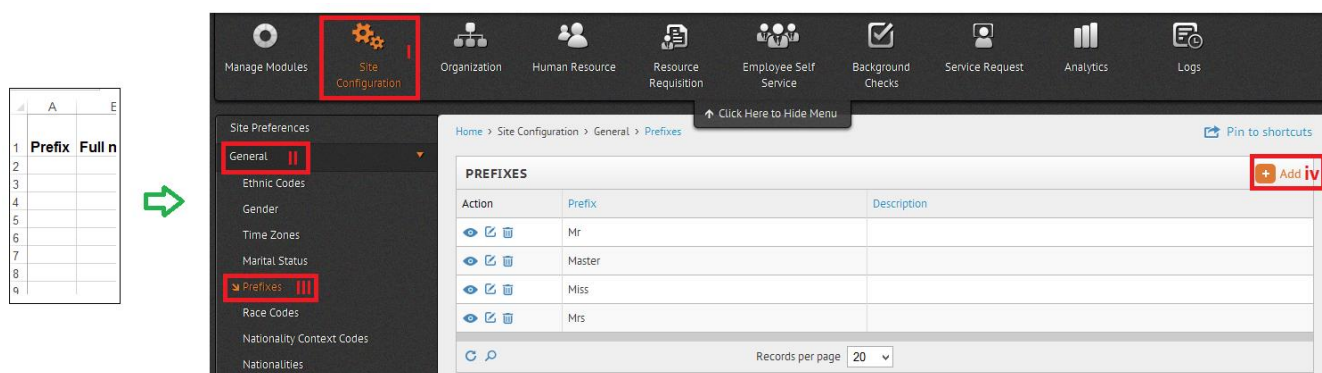 A
Prefix Full n
1
2
3
4
5
6
7
8
9
Manage Modules
Site
Configuration
I
Organization
Human Resource
Resource
Requisition
Employee Self
Service
Background
Checks
Service Request
Analytics
Logs
Click Here to Hide Menu
Site Preferences
General II
Ethnic Codes
Gender
Time Zones
Marital Status
Prefixes III
Race Codes
Nationality Context Codes
Nationalities
Home > Site Configuration > General > Prefixes
Pin to shortcuts
PREFIXES
+ Add iv
Action Prefix Description
Mr
Master
Miss
Mrs
Records per page 20